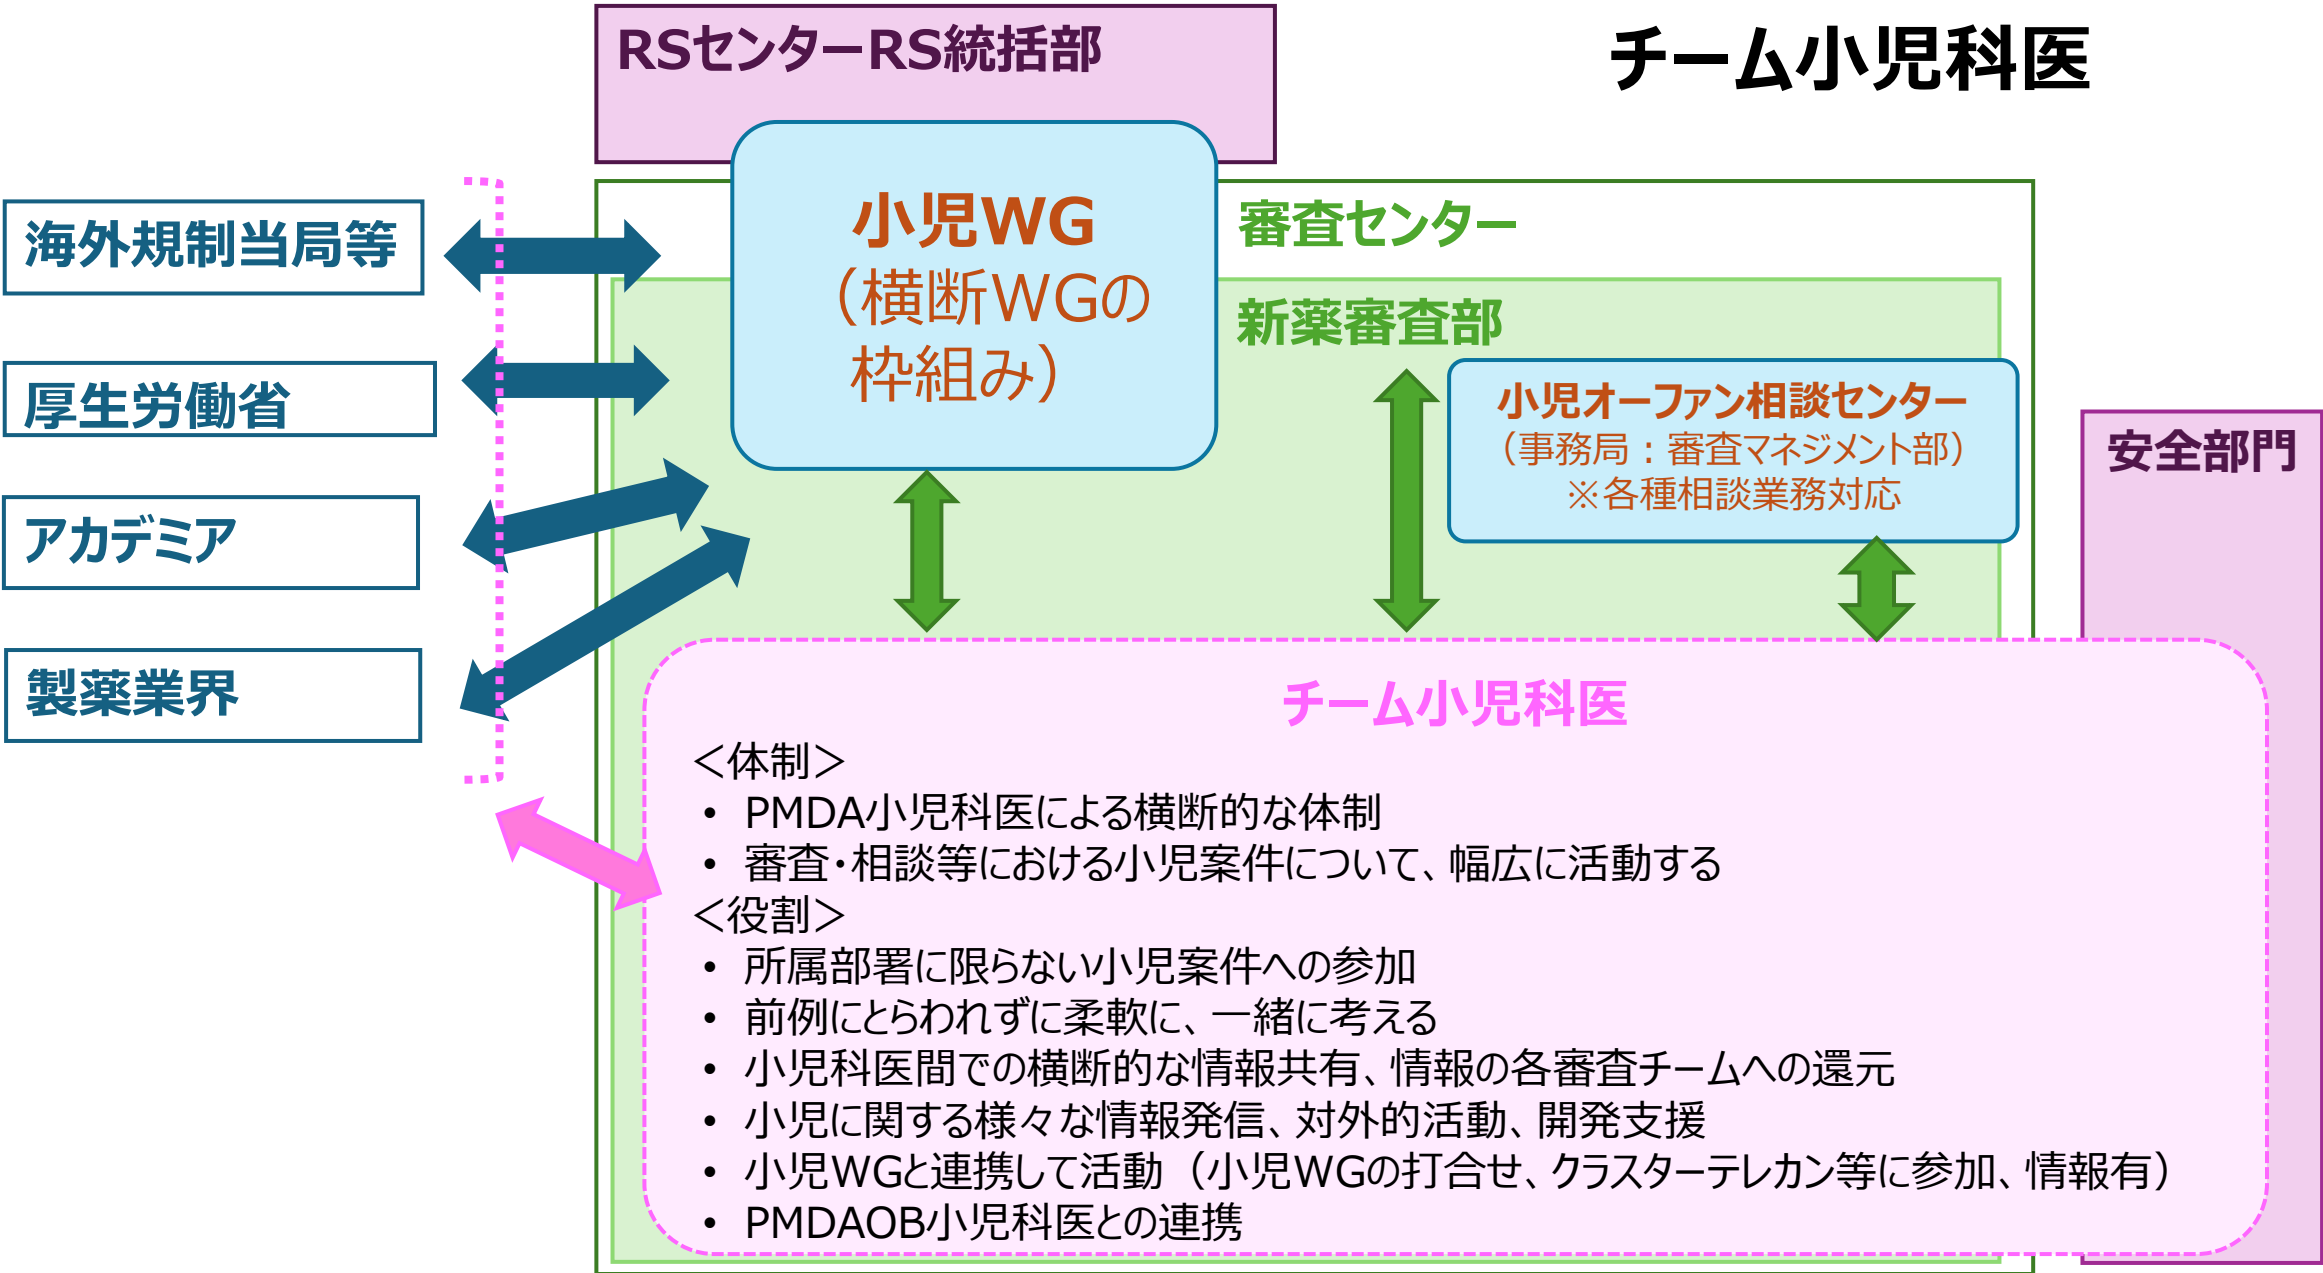 RSセンターRS統括部
チーム小児科医
小児WG
（横断WGの
枠組み）
審査センター
新薬審査部
小児オーファン相談センター
（事務局：審査マネジメント部）
※各種相談業務対応
安全部門
海外規制当局等
厚生労働省
アカデミア
製薬業界
チーム小児科医
＜体制＞
• PMDA小児科医による横断的な体制
• 審査・相談等における小児案件について、幅広に活動する
＜役割＞
• 所属部署に限らない小児案件への参加
• 前例にとらわれずに柔軟に、一緒に考える
• 小児科医間での横断的な情報共有、情報の各審査チームへの還元
• 小児に関する様々な情報発信、対外的活動、開発支援
• 小児WGと連携して活動（小児WGの打合せ、クラスターテレカン等に参加、情報有）
• PMDAOB小児科医との連携